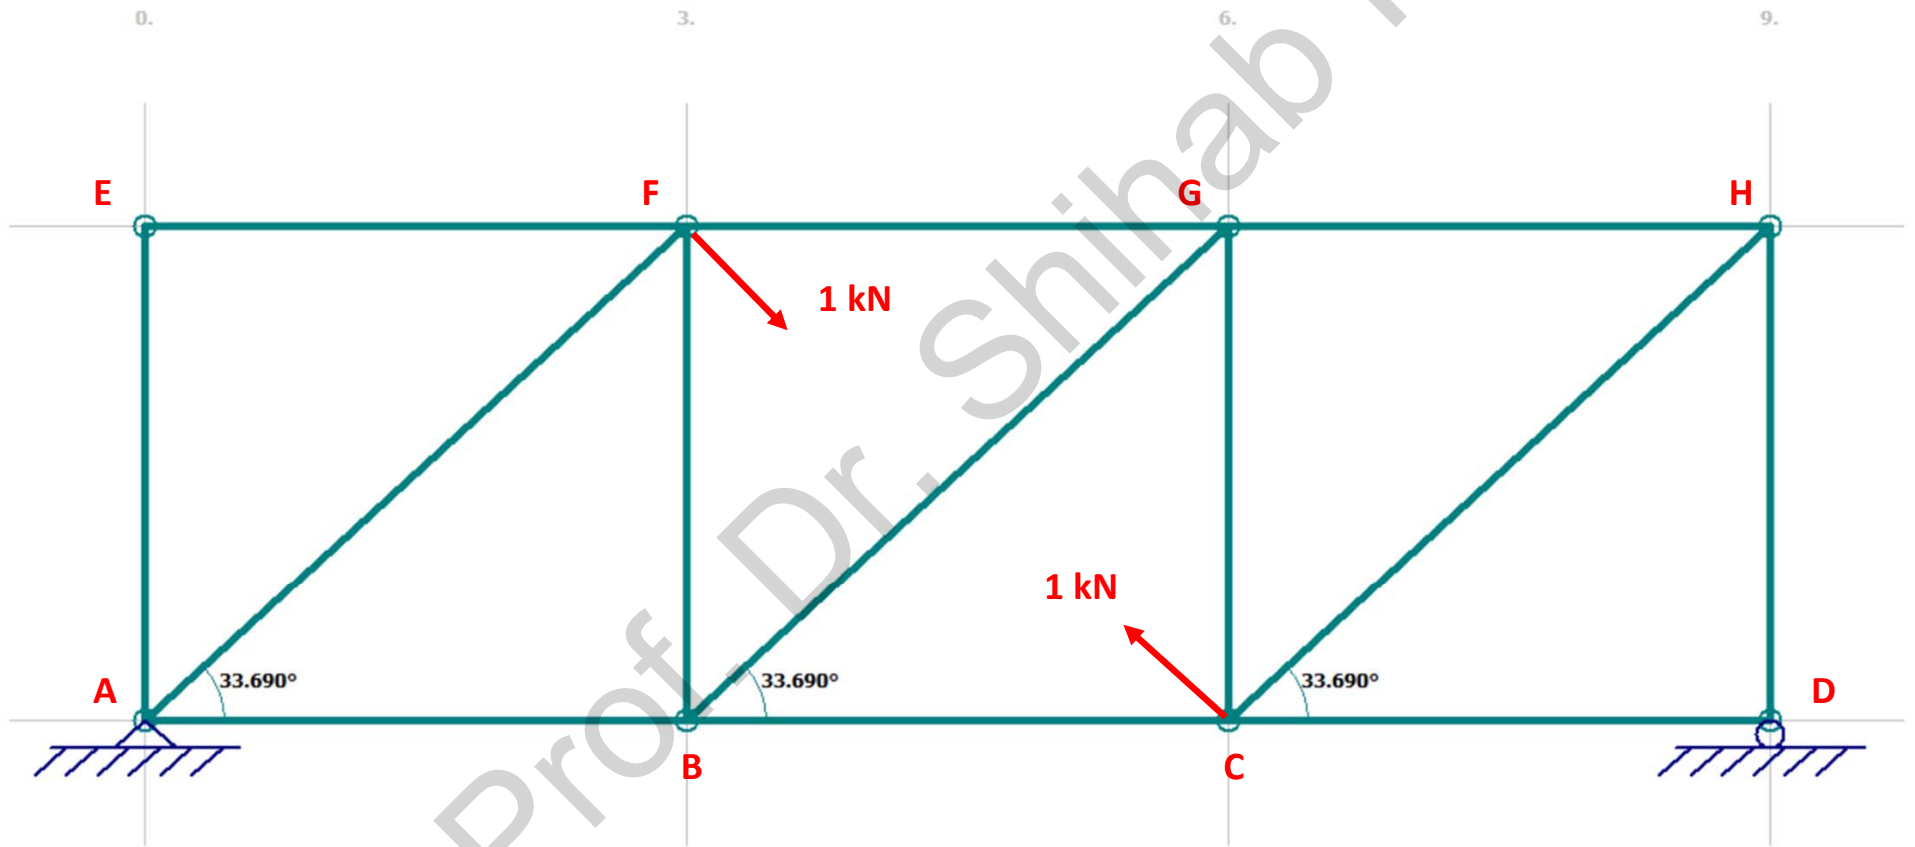 0. 3. 6. 9.
E F G H
1 kN
1 kN
A 33.690° 33.690° 33.690° D
B C
Prof. Dr. Shihab